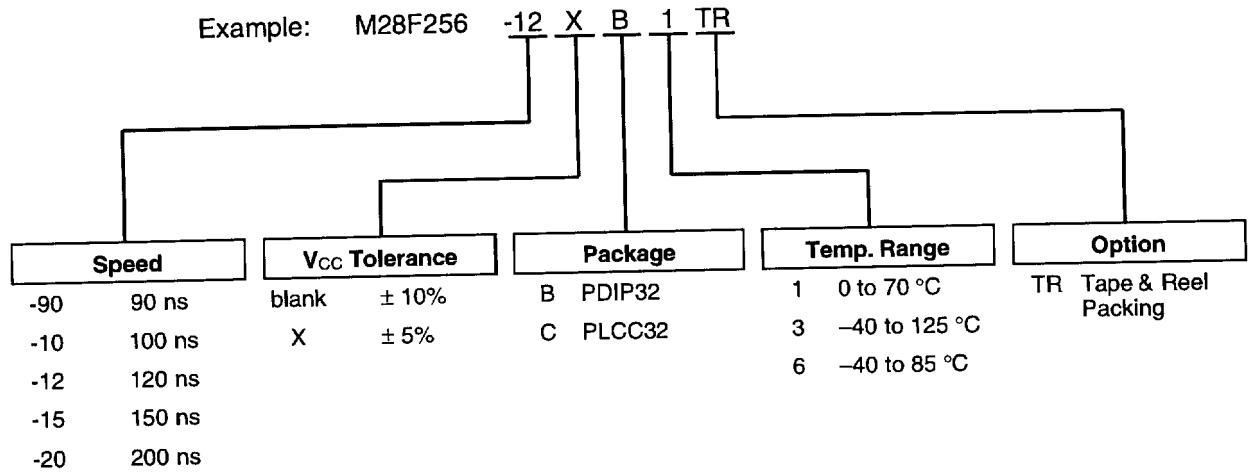 Example: M28F256 -12 X B 1 TR
Speed
-90 90 ns
-10 100 ns
-12 120 ns
-15 150 ns
-20 200 ns
VCC Tolerance
blank ± 10%
X ± 5%
Package
B PDIP32
C PLCC32
Temp. Range
1 0 to 70 °C
3 –40 to 125 °C
6 –40 to 85 °C
Option
TR Tape & Reel
Packing